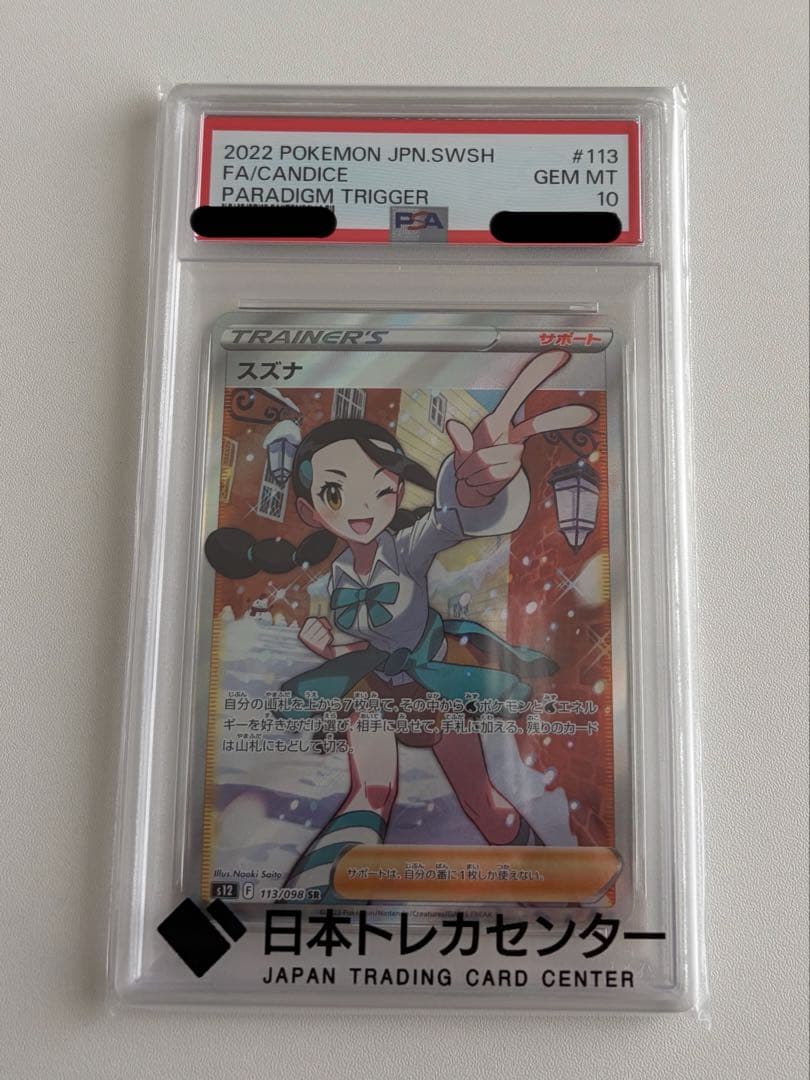 2022 POKEMON JPN.SWSH #113
FA/CANDICE GEM MT
PARADIGM TRIGGER 10
PSA
TRAINER'S サポート
スズナ
自分の山札を上から7枚見て、その中からポケモンとエネル
ギーを好きなだけ選び、相手に見せて、手札に加える。残りのカード
は山札にもどして切る。
サポートは、自分の番に1枚しか使えない。
Illus.Naoki Saito
s12 F 113/098 SR
日本トレカセンター
JAPAN TRADING CARD CENTER